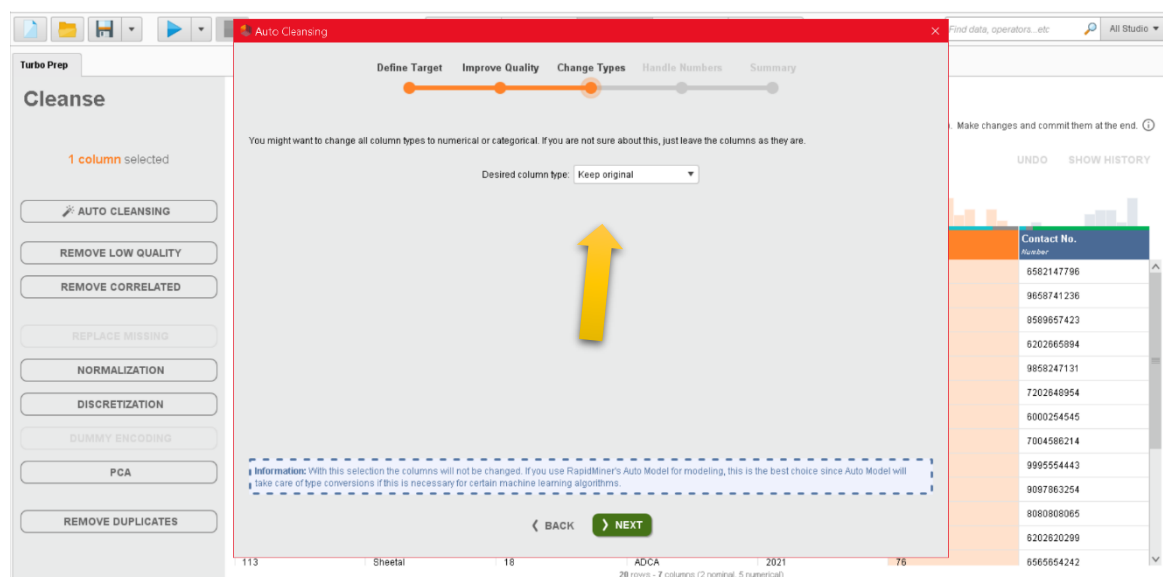 Auto Cleansing
Find data, operators...etc
All Studio
Turbo Prep
Cleanse
1 column selected
AUTO CLEANSING
REMOVE LOW QUALITY
REMOVE CORRELATED
REPLACE MISSING
NORMALIZATION
DISCRETIZATION
DUMMY ENCODING
PCA
REMOVE DUPLICATES
Define Target Improve Quality Change Types Handle Numbers Summary
You might want to change all column types to numerical or categorical. If you are not sure about this, just leave the columns as they are.
Desired column type: Keep original
Information: With this selection the columns will not be changed. If you use RapidMiner's Auto Model for modeling, this is the best choice since Auto Model will
take care of type conversions if this is necessary for certain machine learning algorithms.
BACK NEXT
. Make changes and commit them at the end.
UNDO SHOW HISTORY
Contact No.
Number
6582147796
9658741236
8589657423
6202665894
9858247131
7202648954
6000254545
7004586214
9995554443
9097863254
8080808065
6202620299
113 Sheetal 18 ADCA 2021 76 6565654242
20 rows - 7 columns (2 nominal, 5 numerical)